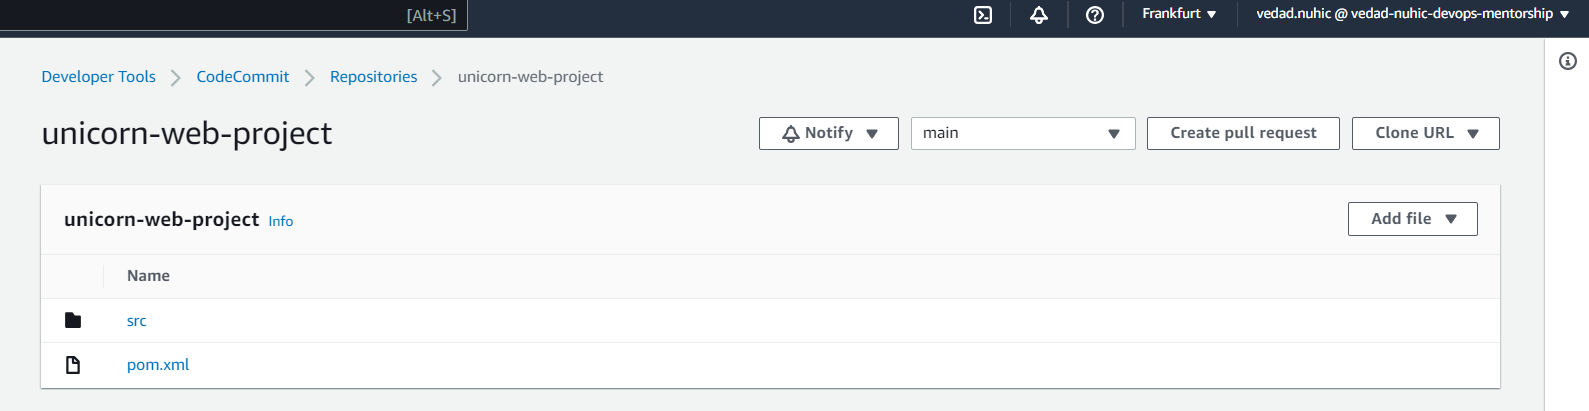 [Alt+S]
Frankfurt
vedad.nuhic @ vedad-nuhic-devops-mentorship
Developer Tools
CodeCommit
Repositories
unicorn-web-project
unicorn-web-project
Notify
main
Create pull request
Clone URL
unicorn-web-project Info
Add file
Name
src
pom.xml